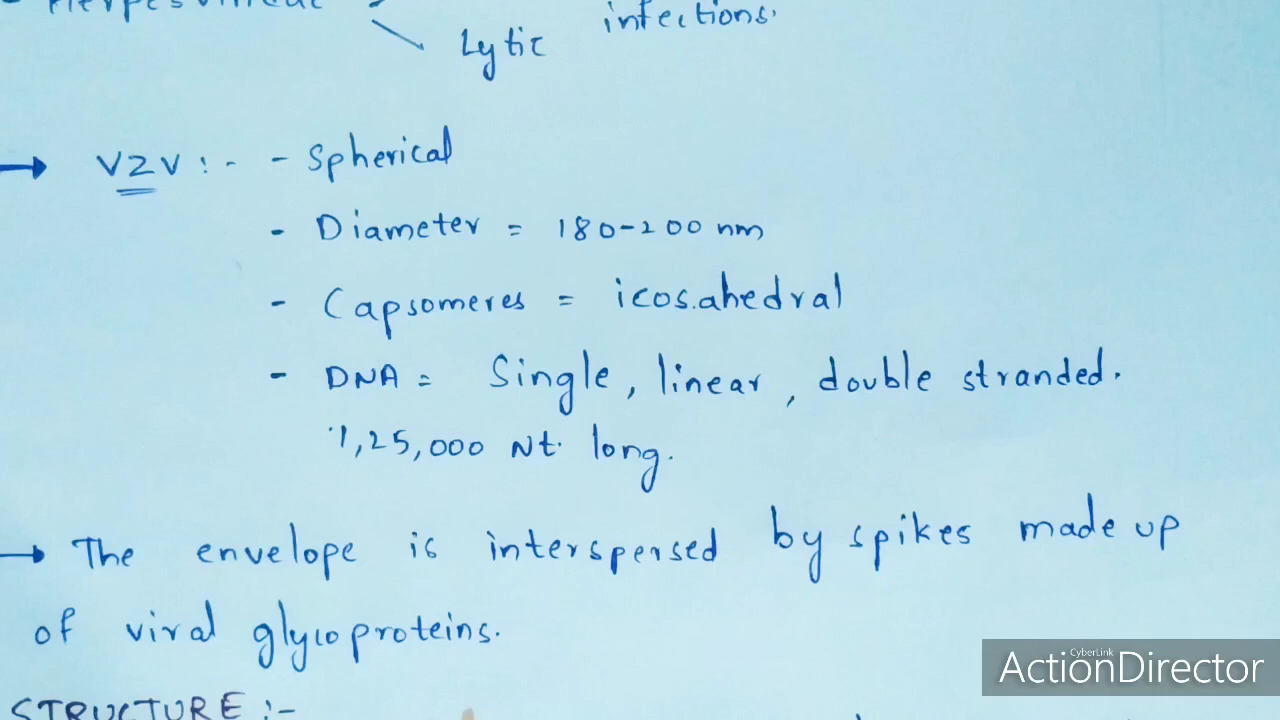 Lytic infections.
→ VZV :- - Spherical
- Diameter = 180-200 nm
- Capsomeres = icosahedral
- DNA = Single, linear, double stranded.
1,25,000 Nt. long.
→ The envelope is interspersed by spikes made up
of viral glycoproteins.
STRUCTURE :-
CyberLink
ActionDirector